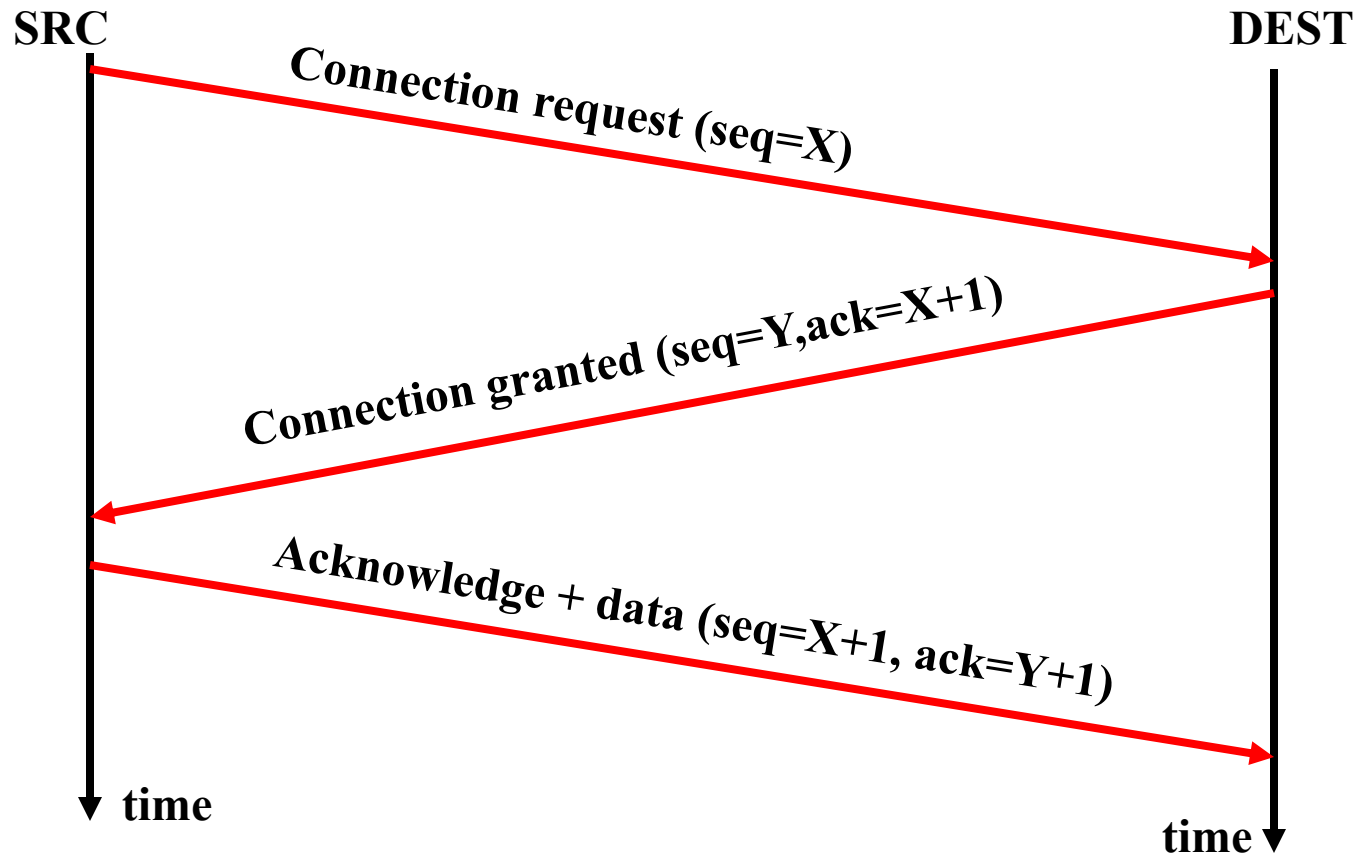 SRC
DEST
Connection request (seq=X)
Connection granted (seq=Y,ack=X+1)
Acknowledge + data (seq=X+1, ack=Y+1)
time
time